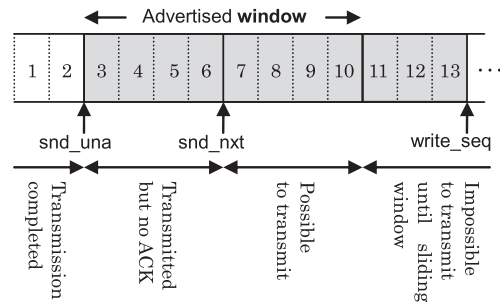 Advertised window
1 2 3 4 5 6 7 8 9 10 11 12 13 ...
snd_una snd_nxt write_seq
Transmission
completed
Transmitted
but no ACK
Possible
to transmit
Impossible
to transmit
until sliding
window